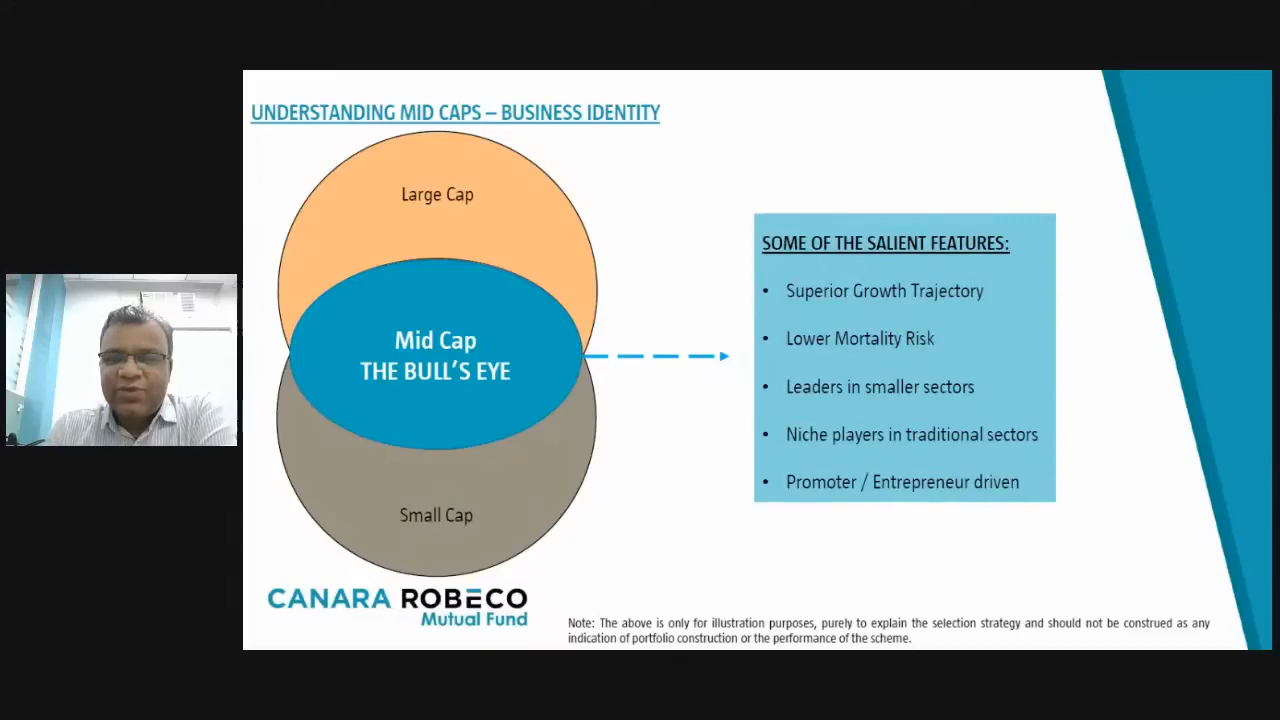 UNDERSTANDING MID CAPS – BUSINESS IDENTITY
Large Cap
Mid Cap
THE BULL'S EYE
Small Cap
SOME OF THE SALIENT FEATURES:
• Superior Growth Trajectory
• Lower Mortality Risk
• Leaders in smaller sectors
• Niche players in traditional sectors
• Promoter / Entrepreneur driven
CANARA ROBECO
Mutual Fund
Note: The above is only for illustration purposes, purely to explain the selection strategy and should not be construed as any
indication of portfolio construction or the performance of the scheme.